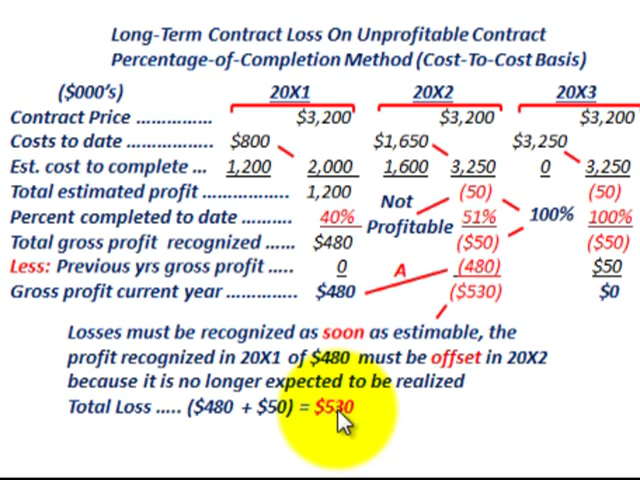 Long-Term Contract Loss On Unprofitable Contract
Percentage-of-Completion Method (Cost-To-Cost Basis)
($000's) 20X1 20X2 20X3
Contract Price ............... $3,200 $3,200 $3,200
Costs to date ................. $800 $1,650 $3,250
Est. cost to complete ... 1,200 2,000 1,600 3,250 0 3,250
Total estimated profit ................. 1,200 (50) (50)
Not
Profitable
Percent completed to date .......... 40% 51% 100% 100%
Total gross profit recognized ...... $480 ($50) ($50)
Less: Previous yrs gross profit ..... 0 A (480) $50
Gross profit current year .............. $480 ($530) $0
Losses must be recognized as soon as estimable, the
profit recognized in 20X1 of $480 must be offset in 20X2
because it is no longer expected to be realized
Total Loss ..... ($480 + $50) = $530